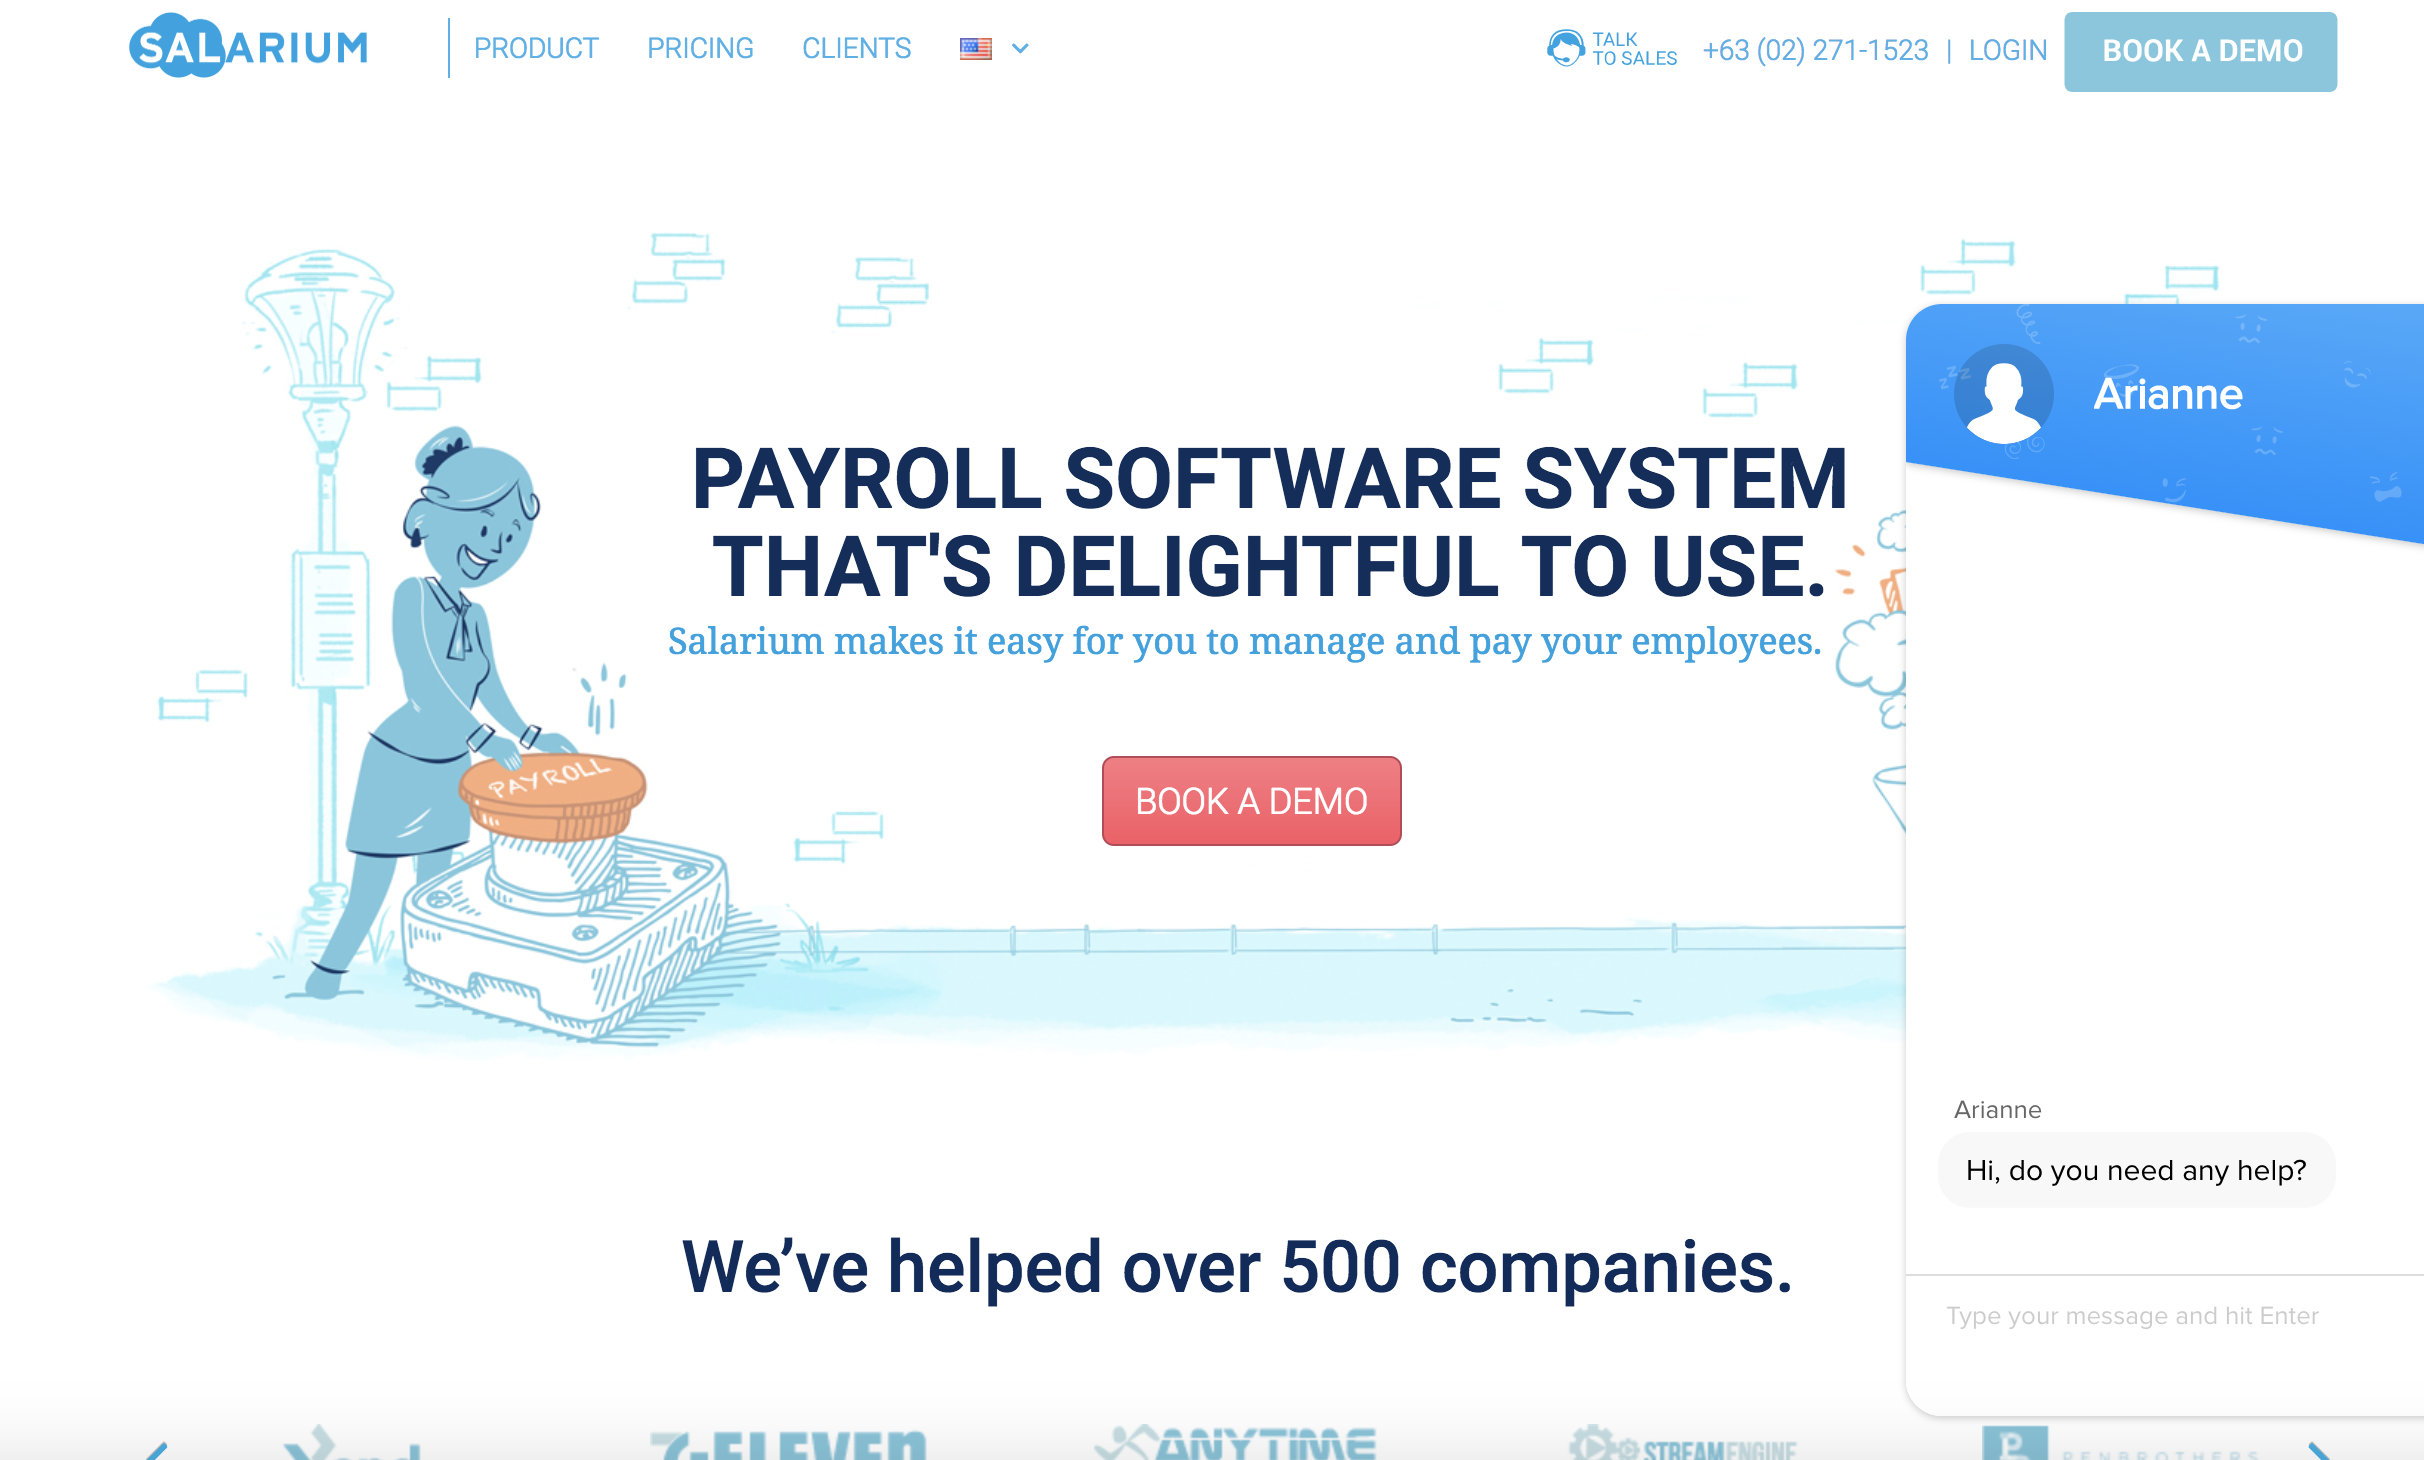 SALARIUM
PRODUCT
PRICING
CLIENTS
TALK
TO SALES
+63 (02) 271-1523 | LOGIN
BOOK A DEMO
PAYROLL SOFTWARE SYSTEM
THAT'S DELIGHTFUL TO USE.
Salarium makes it easy for you to manage and pay your employees.
PAYROLL
BOOK A DEMO
zzz
Arianne
Arianne
Hi, do you need any help?
Type your message and hit Enter
We’ve helped over 500 companies.
7-ELEVEn
ANYTIME
STREAMENGINE
PENBROTHERS